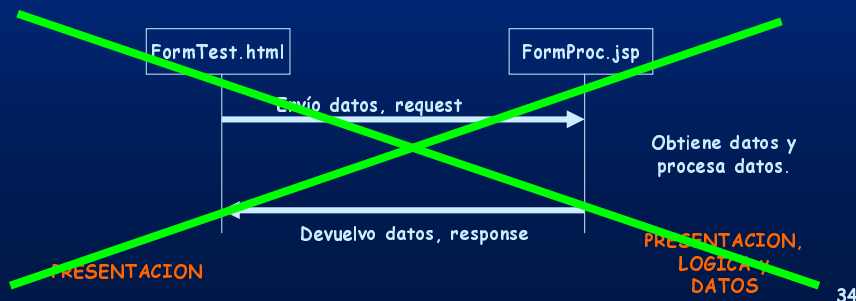 FormTest.html
FormProc.jsp
Envío datos, request
Obtiene datos y
procesa datos.
Devuelvo datos, response
PRESENTACION
PRESENTACION,
LOGICA y
DATOS
34